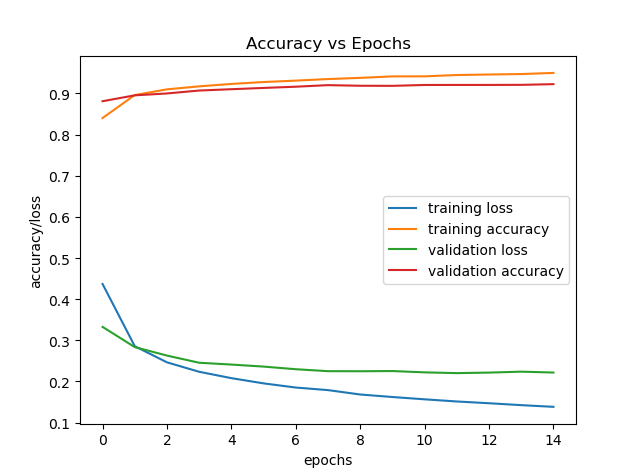 Accuracy vs Epochs
accuracy/loss
0.9
0.8
0.7
0.6
0.5
0.4
0.3
0.2
0.1
training loss
training accuracy
validation loss
validation accuracy
0 2 4 6 8 10 12 14
epochs